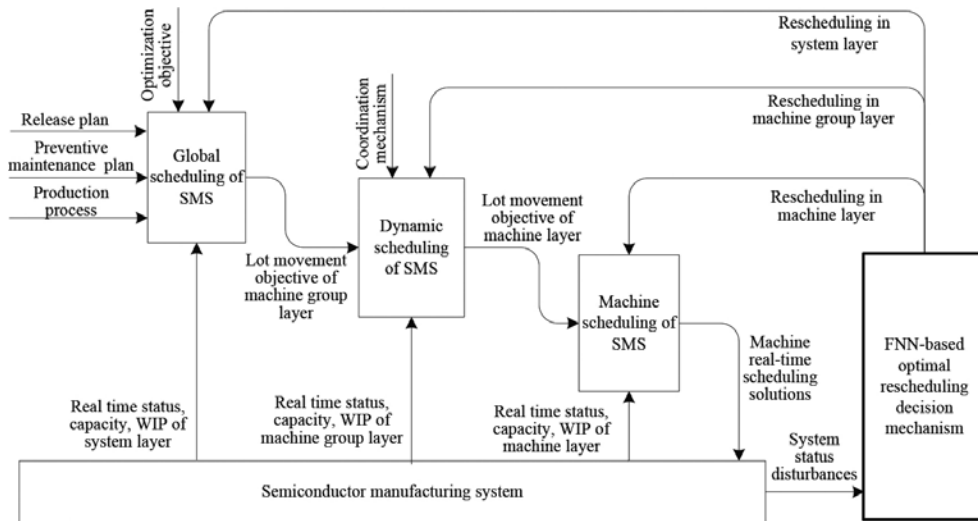 Rescheduling in
system layer
Optimization
objective
Release plan
Preventive
maintenance plan
Production
process
Global
scheduling of
SMS
Coordination
mechanism
Rescheduling in
machine group layer
Lot movement
objective of
machine group
layer
Dynamic
scheduling
of SMS
Lot movement
objective of
machine layer
Rescheduling in
machine layer
Machine
scheduling of
SMS
Machine
real-time
scheduling
solutions
FNN-based
optimal
rescheduling
decision
mechanism
Real time status,
capacity, WIP of
system layer
Real time status,
capacity, WIP of
machine group layer
Real time status,
capacity, WIP of
machine layer
System
status
disturbances
Semiconductor manufacturing system